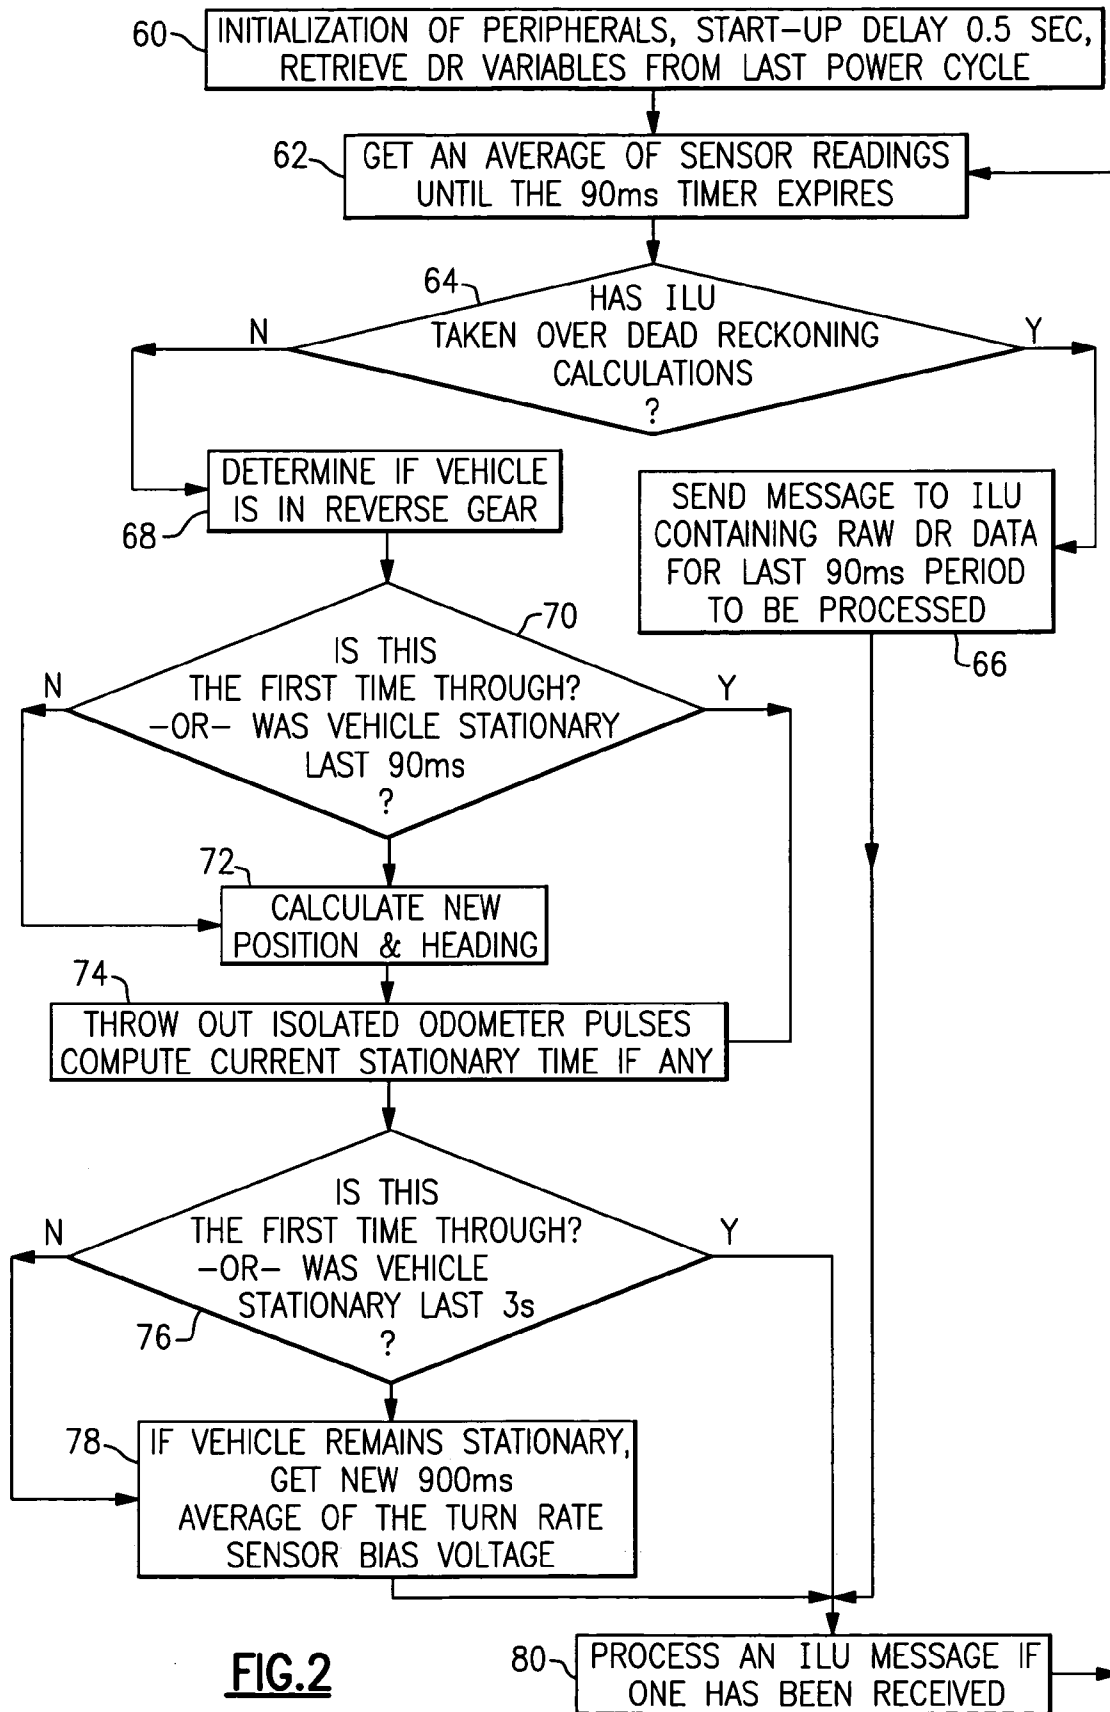 60
INITIALIZATION OF PERIPHERALS, START-UP DELAY 0.5 SEC,
RETRIEVE DR VARIABLES FROM LAST POWER CYCLE
62
GET AN AVERAGE OF SENSOR READINGS
UNTIL THE 90ms TIMER EXPIRES
64
HAS ILU
TAKEN OVER DEAD RECKONING
CALCULATIONS
?
N
Y
DETERMINE IF VEHICLE
IS IN REVERSE GEAR
68
SEND MESSAGE TO ILU
CONTAINING RAW DR DATA
FOR LAST 90ms PERIOD
TO BE PROCESSED
66
70
IS THIS
THE FIRST TIME THROUGH?
-OR- WAS VEHICLE STATIONARY
LAST 90ms
?
N
Y
72
CALCULATE NEW
POSITION & HEADING
74
THROW OUT ISOLATED ODOMETER PULSES
COMPUTE CURRENT STATIONARY TIME IF ANY
IS THIS
THE FIRST TIME THROUGH?
-OR- WAS VEHICLE
STATIONARY LAST 3s
?
N
Y
76
78
IF VEHICLE REMAINS STATIONARY,
GET NEW 900ms
AVERAGE OF THE TURN RATE
SENSOR BIAS VOLTAGE
80
PROCESS AN ILU MESSAGE IF
ONE HAS BEEN RECEIVED
FIG.2